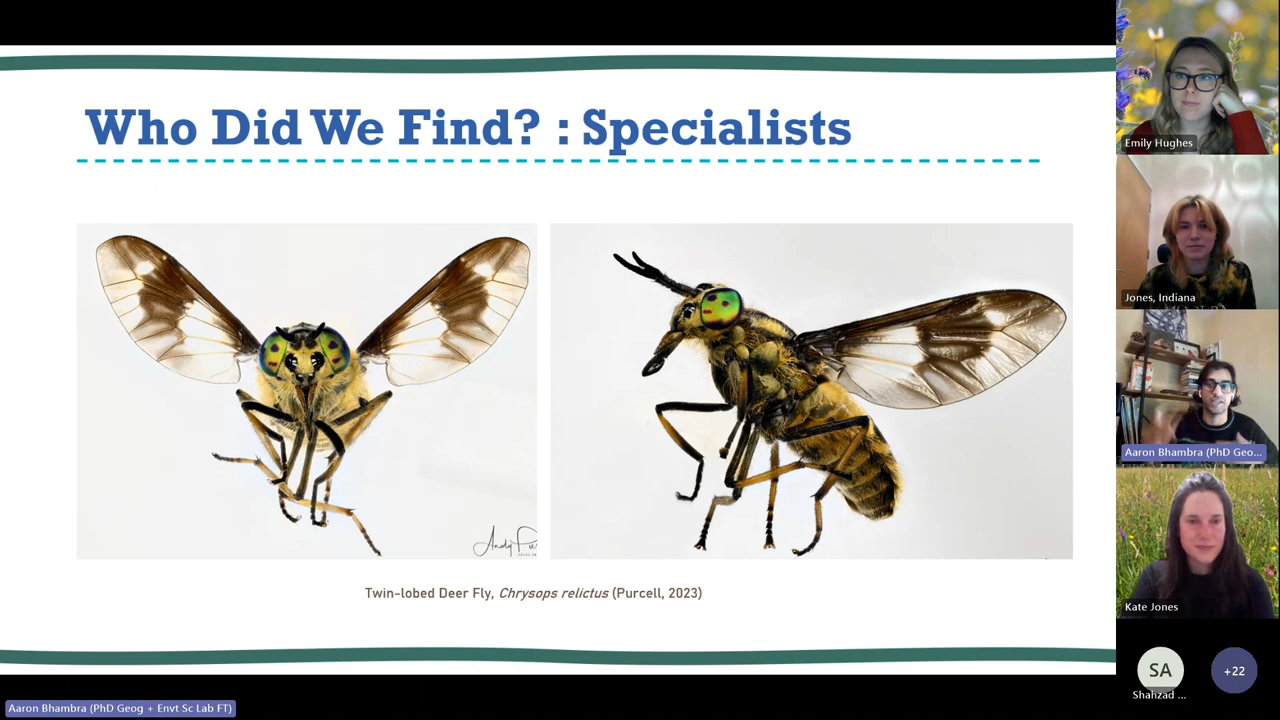 Who Did We Find? : Specialists
Twin-lobed Deer Fly, Chrysops relictus (Purcell, 2023)
Emily Hughes
Jones, Indiana
Aaron Bhambra (PhD Geo...
Kate Jones
SA
+22
Shahzad ...
Aaron Bhambra (PhD Geog + Envt Sc Lab FT)